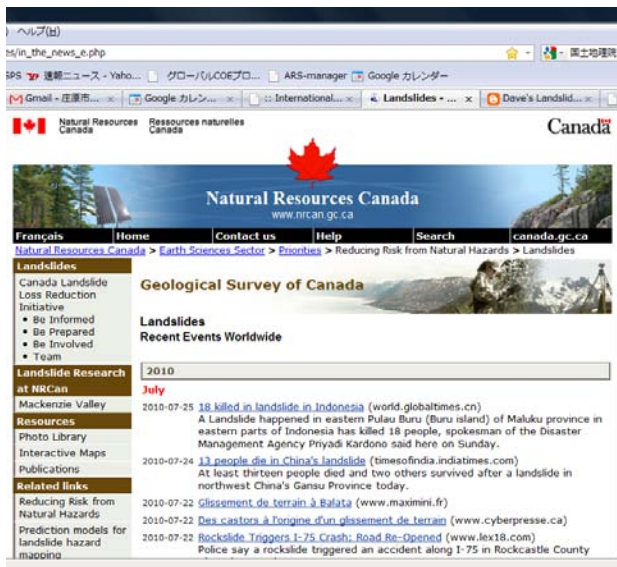 ) ヘルプ(H)
es/in_the_news_e.php
国土地理院
GPS 速報ニュース - Yaho... グローバルCOEプロ... ARS-manager Google カレンダー
Gmail - 庄原市... x Google カレン... x :: International... x Landslides - ... x Dave's Landslid... x
Natural Resources Canada Ressources naturelles Canada
Canada
Natural Resources Canada
www.nrcan.gc.ca
Français Home Contact us Help Search canada.gc.ca
Natural Resources Canada > Earth Sciences Sector > Priorities > Reducing Risk from Natural Hazards > Landslides
Landslides
Canada Landslide
Loss Reduction
Initiative
• Be Informed
• Be Prepared
• Be Involved
• Team
Landslide Research
at NRCan
Mackenzie Valley
Resources
Photo Library
Interactive Maps
Publications
Related links
Reducing Risk from
Natural Hazards
Prediction models for
landslide hazard
mapping
Geological Survey of Canada
Landslides
Recent Events Worldwide
2010
July
2010-07-25 18 killed in landslide in Indonesia (world.globaltimes.cn)
A Landslide happened in eastern Pulau Buru (Buru island) of Maluku province in
eastern parts of Indonesia has killed 18 people, spokesman of the Disaster
Management Agency Priyadi Kardono said here on Sunday.
2010-07-24 13 people die in China's landslide (timesofindia.indiatimes.com)
At least thirteen people died and two others survived after a landslide in
northwest China's Gansu Province today.
2010-07-22 Glissement de terrain à Balata (www.maximini.fr)
2010-07-22 Des castors à l'origine d'un glissement de terrain (www.cyberpresse.ca)
2010-07-22 Rockslide Triggers I-75 Crash; Road Re-Opened (www.lex18.com)
Police say a rockslide triggered an accident along I-75 in Rockcastle County